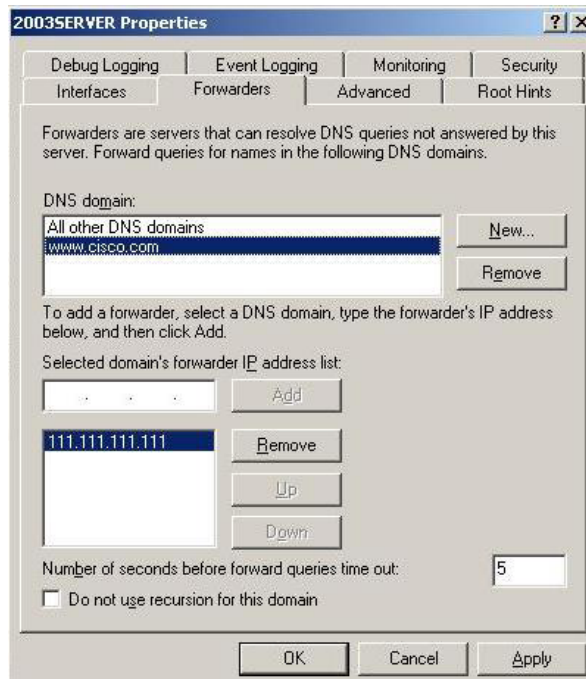 2003SERVER Properties
Debug Logging
Event Logging
Monitoring
Security
Interfaces
Forwarders
Advanced
Root Hints
Forwarders are servers that can resolve DNS queries not answered by this
server. Forward queries for names in the following DNS domains.
DNS domain:
All other DNS domains
www.cisco.com
New...
Remove
To add a forwarder, select a DNS domain, type the forwarder's IP address
below, and then click Add.
Selected domain's forwarder IP address list:
Add
111.111.111.111
Remove
Up
Down
Number of seconds before forward queries time out:
5
Do not use recursion for this domain
OK
Cancel
Apply